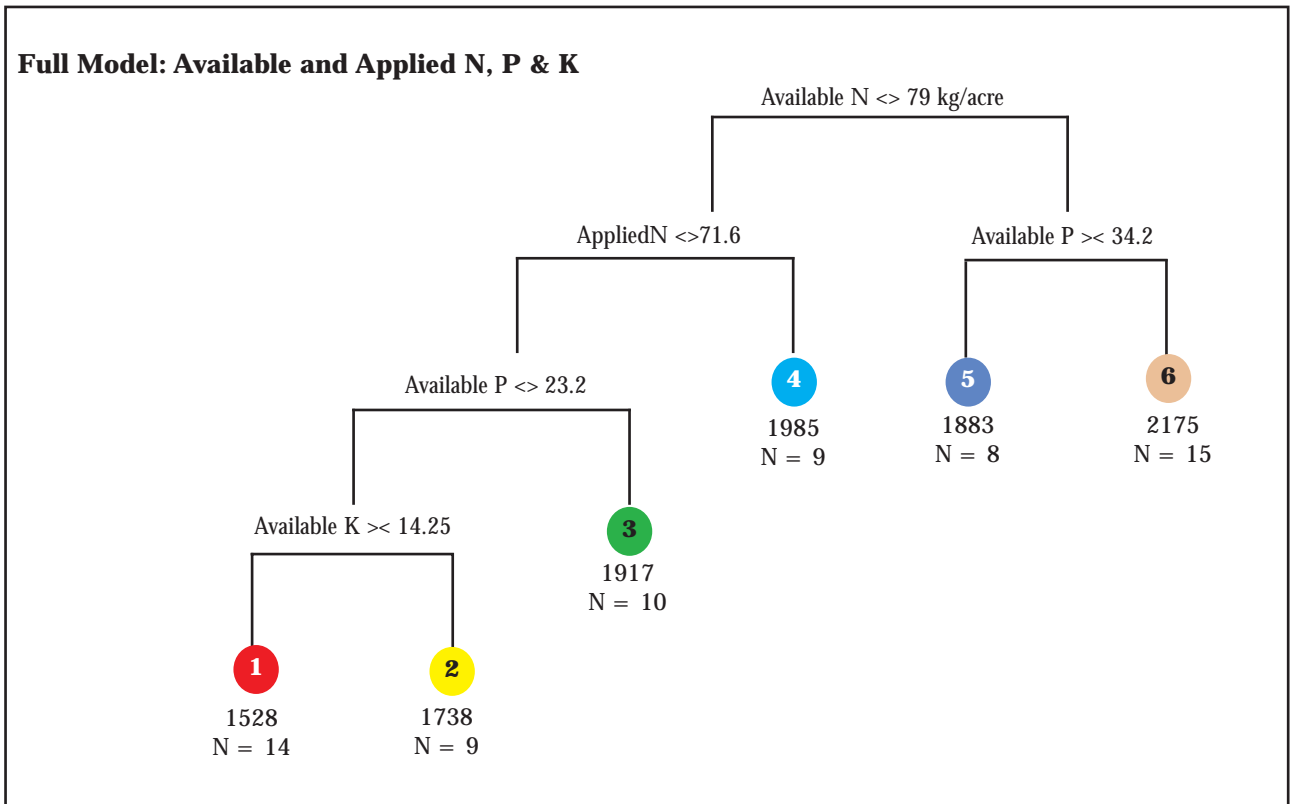 Full Model: Available and Applied N, P & K
Available N <> 79 kg/acre
AppliedN <>71.6
Available P >< 34.2
Available P <> 23.2
4
1985
N = 9
5
1883
N = 8
6
2175
N = 15
Available K >< 14.25
3
1917
N = 10
1
1528
N = 14
2
1738
N = 9